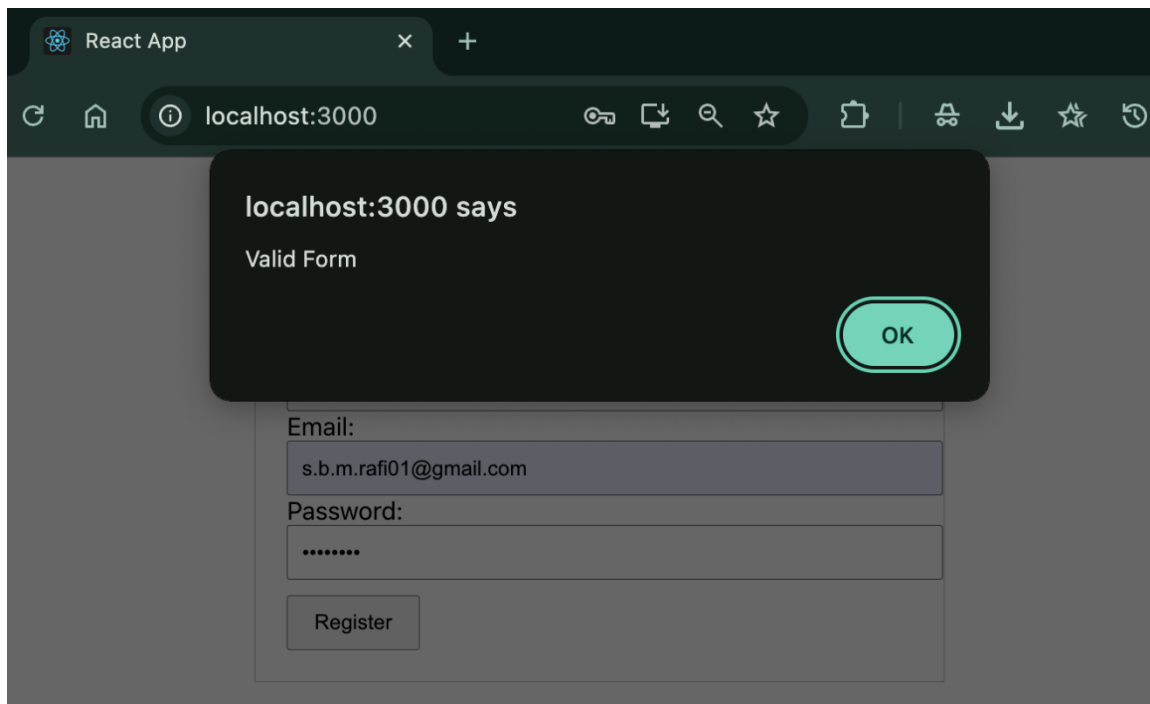 React App
localhost:3000
localhost:3000 says
Valid Form
OK
Email:
s.b.m.rafi01@gmail.com
Password:
••••••••
Register